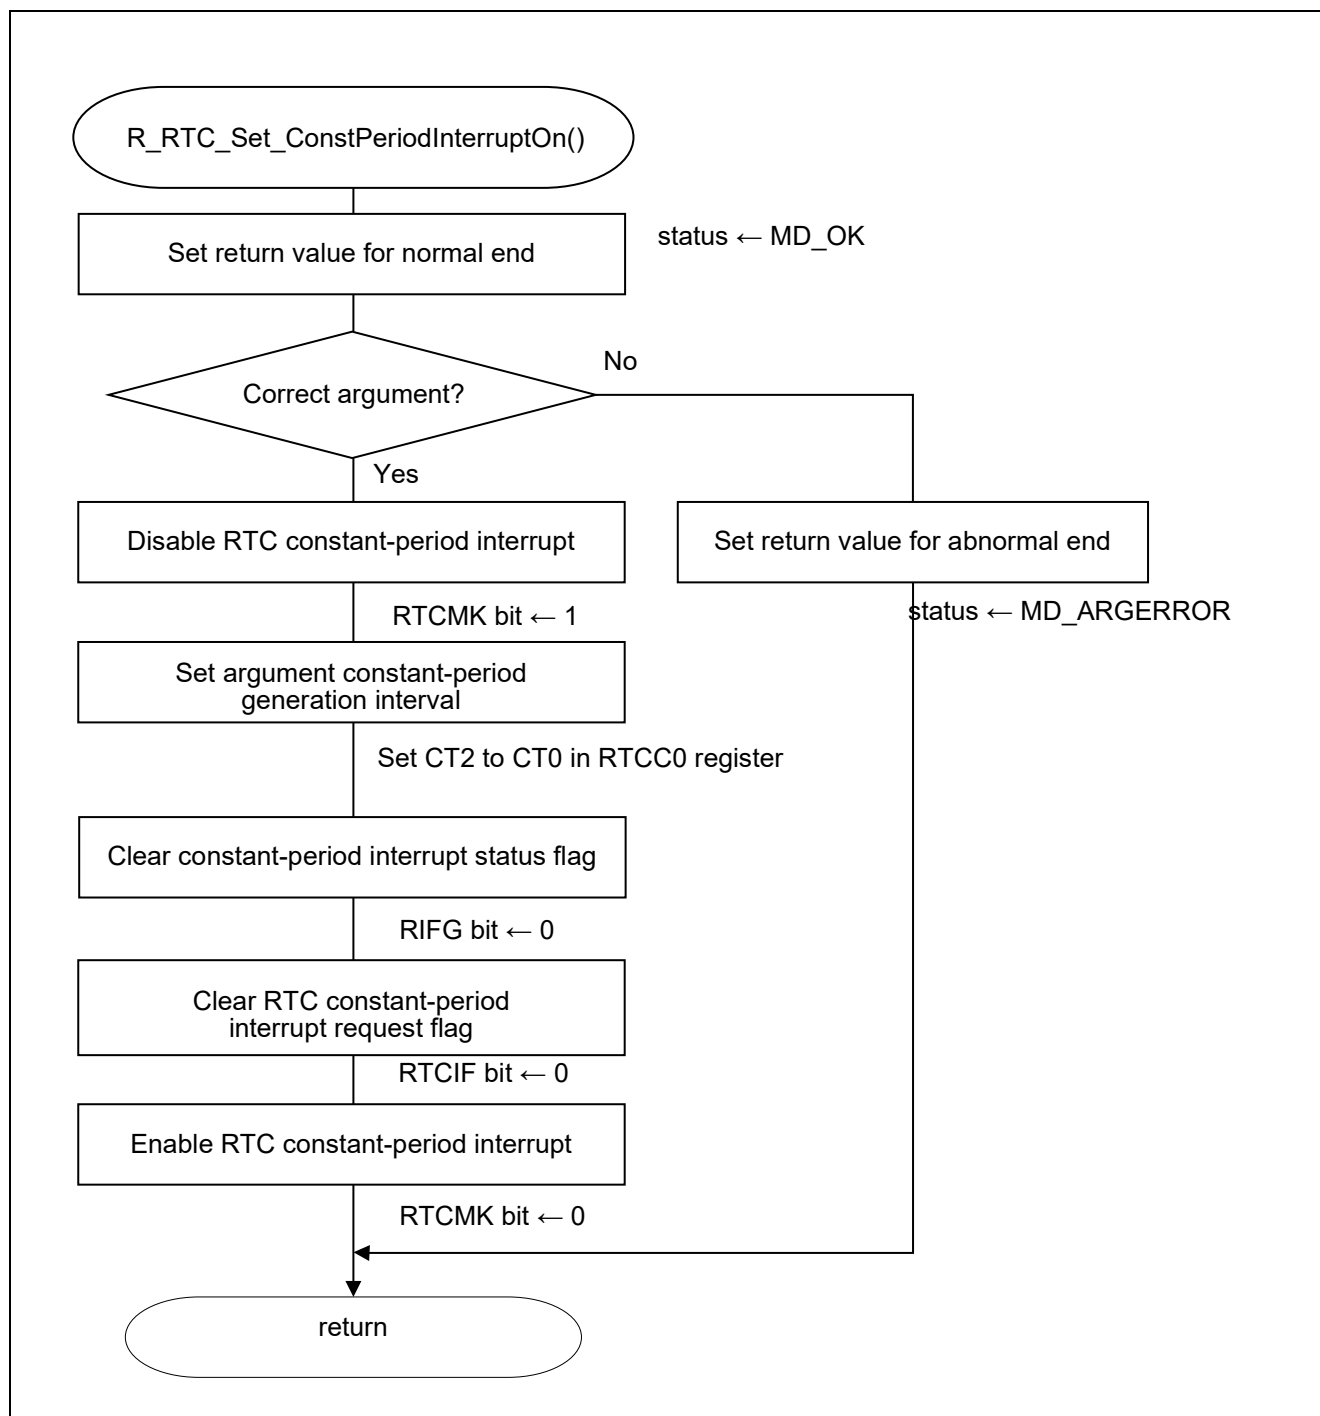 R_RTC_Set_ConstPeriodInterruptOn()
Set return value for normal end
status ← MD_OK
No
Correct argument?
Yes
Disable RTC constant-period interrupt
Set return value for abnormal end
RTCMK bit ← 1
status ← MD_ARGERROR
Set argument constant-period
generation interval
Set CT2 to CT0 in RTCC0 register
Clear constant-period interrupt status flag
RIFG bit ← 0
Clear RTC constant-period
interrupt request flag
RTCIF bit ← 0
Enable RTC constant-period interrupt
RTCMK bit ← 0
return